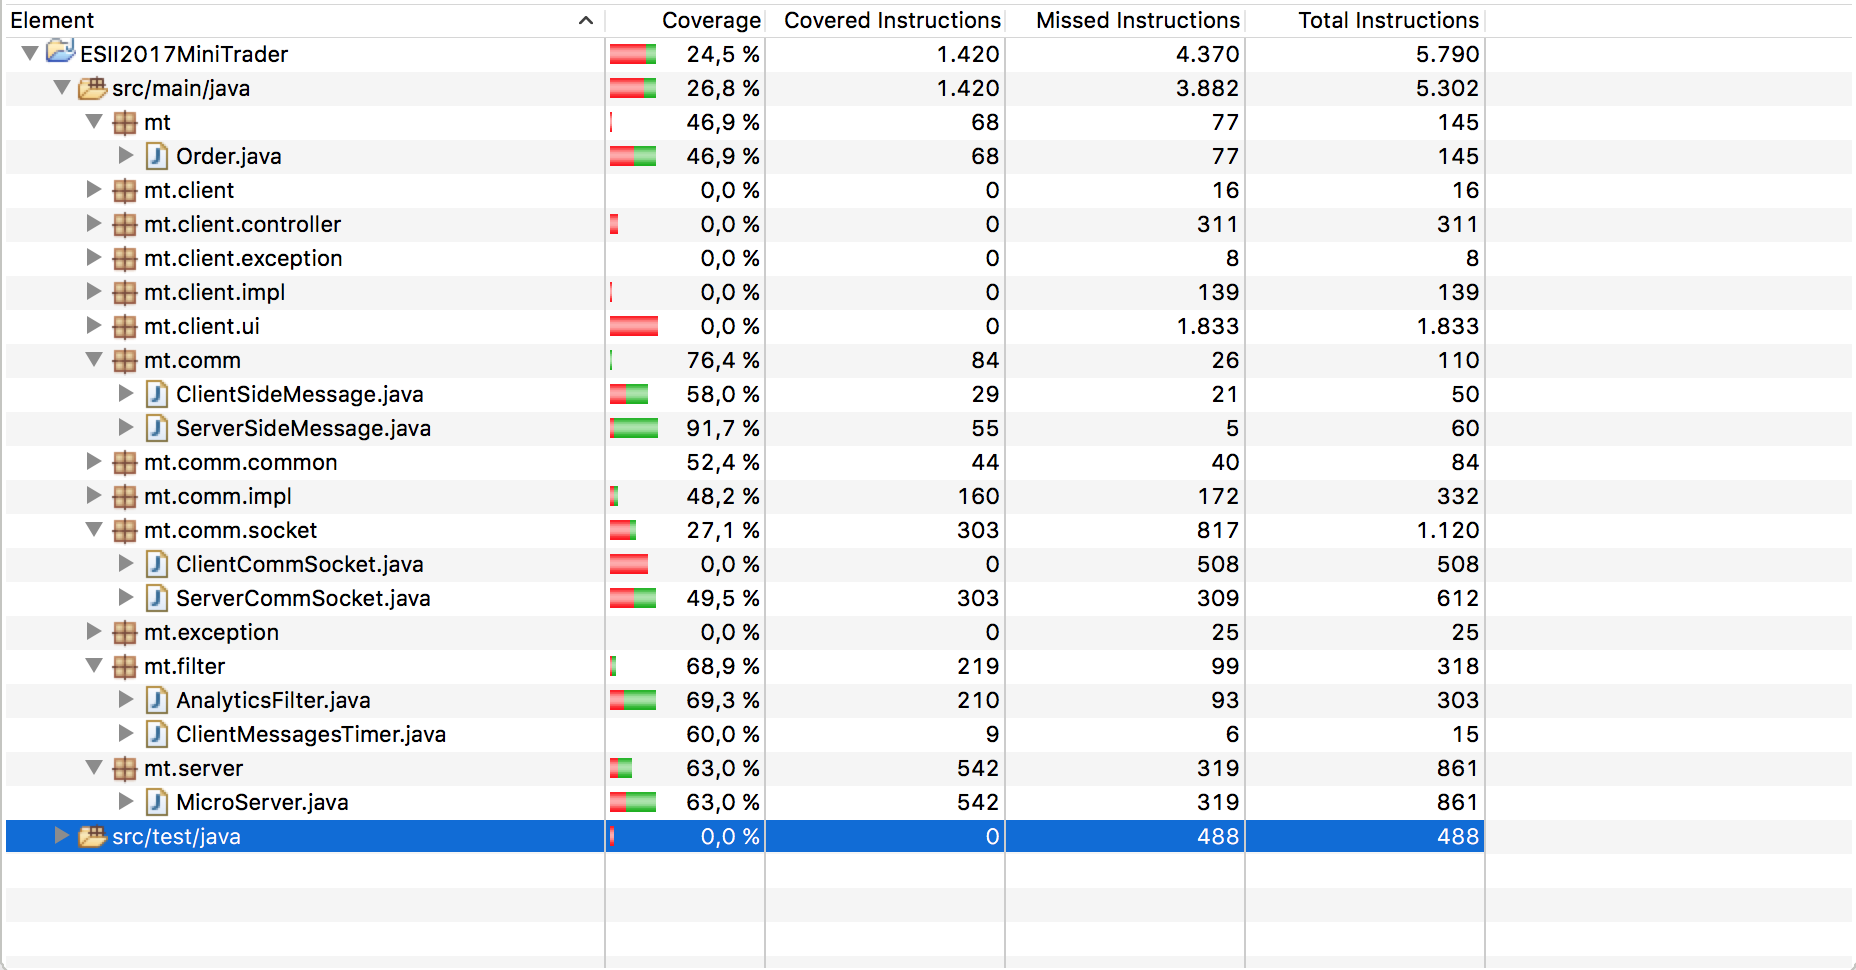 Element Coverage Covered Instructions Missed Instructions Total Instructions
ESII2017MiniTrader 24,5 % 1.420 4.370 5.790
src/main/java 26,8 % 1.420 3.882 5.302
mt 46,9 % 68 77 145
Order.java 46,9 % 68 77 145
mt.client 0,0 % 0 16 16
mt.client.controller 0,0 % 0 311 311
mt.client.exception 0,0 % 0 8 8
mt.client.impl 0,0 % 0 139 139
mt.client.ui 0,0 % 0 1.833 1.833
mt.comm 76,4 % 84 26 110
ClientSideMessage.java 58,0 % 29 21 50
ServerSideMessage.java 91,7 % 55 5 60
mt.comm.common 52,4 % 44 40 84
mt.comm.impl 48,2 % 160 172 332
mt.comm.socket 27,1 % 303 817 1.120
ClientCommSocket.java 0,0 % 0 508 508
ServerCommSocket.java 49,5 % 303 309 612
mt.exception 0,0 % 0 25 25
mt.filter 68,9 % 219 99 318
AnalyticsFilter.java 69,3 % 210 93 303
ClientMessagesTimer.java 60,0 % 9 6 15
mt.server 63,0 % 542 319 861
MicroServer.java 63,0 % 542 319 861
src/test/java 0,0 % 0 488 488